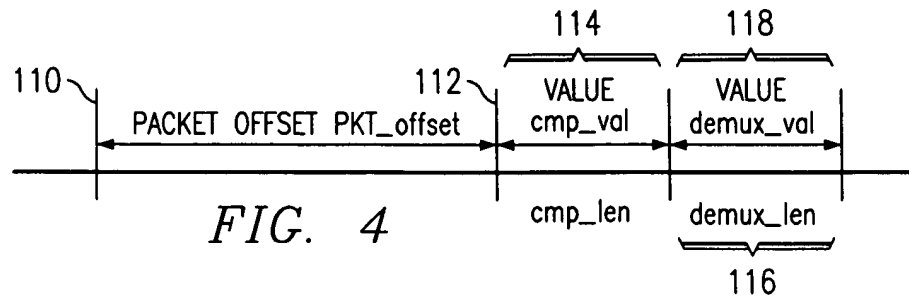 114
118
110
112
VALUE
VALUE
PACKET OFFSET PKT_offset
cmp_val
demux_val
cmp_len
demux_len
FIG. 4
116